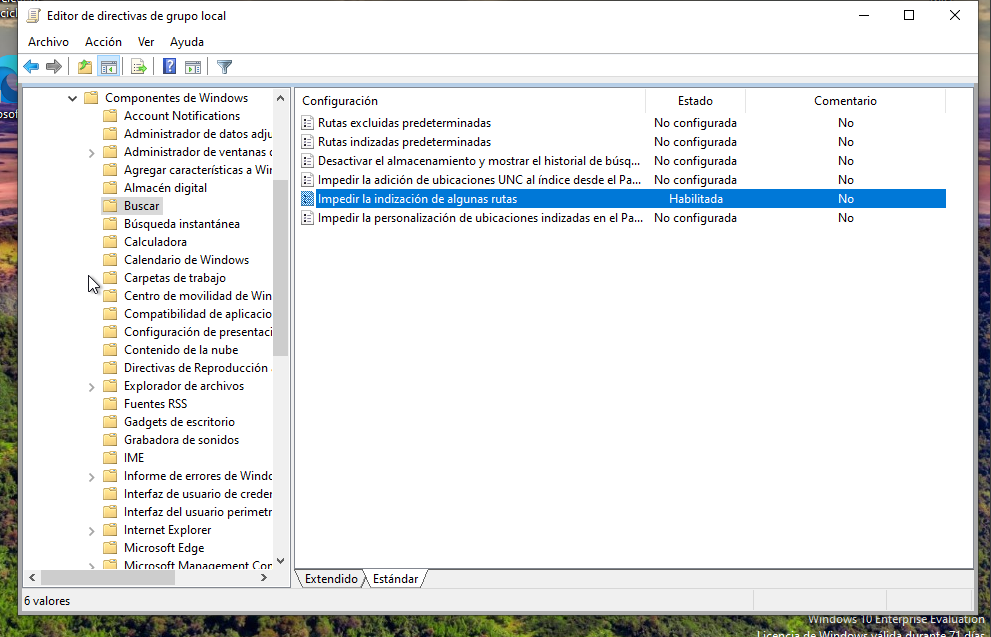 Editor de directivas de grupo local
Archivo Acción Ver Ayuda
Componentes de Windows
Account Notifications
Administrador de datos adju
Administrador de ventanas d
Agregar características a Win
Almacén digital
Buscar
Búsqueda instantánea
Calculadora
Calendario de Windows
Carpetas de trabajo
Centro de movilidad de Win
Compatibilidad de aplicacio
Configuración de presentaci
Contenido de la nube
Directivas de Reproducción
Explorador de archivos
Fuentes RSS
Gadgets de escritorio
Grabadora de sonidos
IME
Informe de errores de Windo
Interfaz de usuario de creden
Interfaz del usuario perimetr
Internet Explorer
Microsoft Edge
Microsoft Management Con
Configuración Estado Comentario
Rutas excluidas predeterminadas No configurada No
Rutas indizadas predeterminadas No configurada No
Desactivar el almacenamiento y mostrar el historial de búsq... No configurada No
Impedir la adición de ubicaciones UNC al índice desde el Pa... No configurada No
Impedir la indización de algunas rutas Habilitada No
Impedir la personalización de ubicaciones indizadas en el Pa... No configurada No
Extendido Estándar
6 valores
Windows 10 Enterprise Evaluation
Licencia de Windows válida durante 71 días